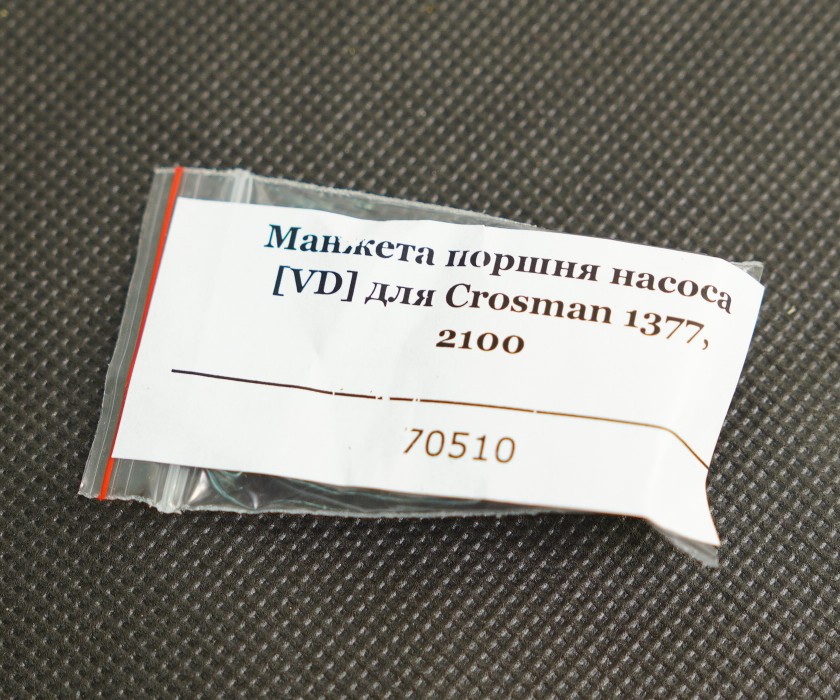 Манжета поршня насоса
[VD] для Crosman 1377,
2100
70510